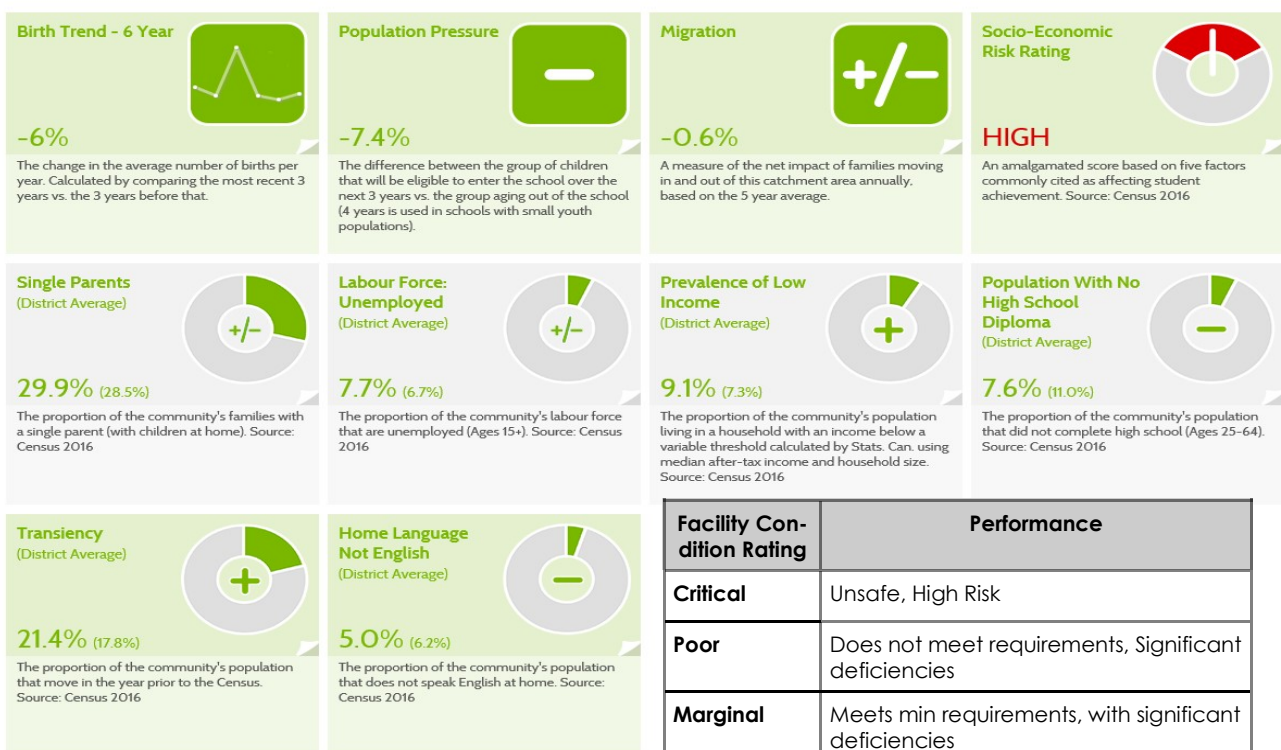 Birth Trend - 6 Year
-6%
The change in the average number of births per
year. Calculated by comparing the most recent 3
years vs. the 3 years before that.
Population Pressure
-7.4%
The difference between the group of children
that will be eligible to enter the school over the
next 3 years vs. the group aging out of the school
(4 years is used in schools with small youth
populations).
Migration
+/-
-0.6%
A measure of the net impact of families moving
in and out of this catchment area annually,
based on the 5 year average.
Socio-Economic
Risk Rating
HIGH
An amalgamated score based on five factors
commonly cited as affecting student
achievement. Source: Census 2016
Single Parents
(District Average)
+/-
29.9% (28.5%)
The proportion of the community's families with
a single parent (with children at home). Source:
Census 2016
Labour Force:
Unemployed
(District Average)
+/-
7.7% (6.7%)
The proportion of the community's labour force
that are unemployed (Ages 15+). Source: Census
2016
Prevalence of Low
Income
(District Average)
+
9.1% (7.3%)
The proportion of the community's population
living in a household with an income below a
variable threshold calculated by Stats. Can. using
median after-tax income and household size.
Source: Census 2016
Population With No
High School
Diploma
(District Average)
-
7.6% (11.0%)
The proportion of the community's population
that did not complete high school (Ages 25-64).
Source: Census 2016
Transiency
(District Average)
+
21.4% (17.8%)
The proportion of the community's population
that move in the year prior to the Census.
Source: Census 2016
Home Language
Not English
(District Average)
-
5.0% (6.2%)
The proportion of the community's population
that does not speak English at home. Source:
Census 2016
Facility Con-
dition Rating
Performance
Critical
Unsafe, High Risk
Poor
Does not meet requirements, Significant
deficiencies
Marginal
Meets min requirements, with significant
deficiencies